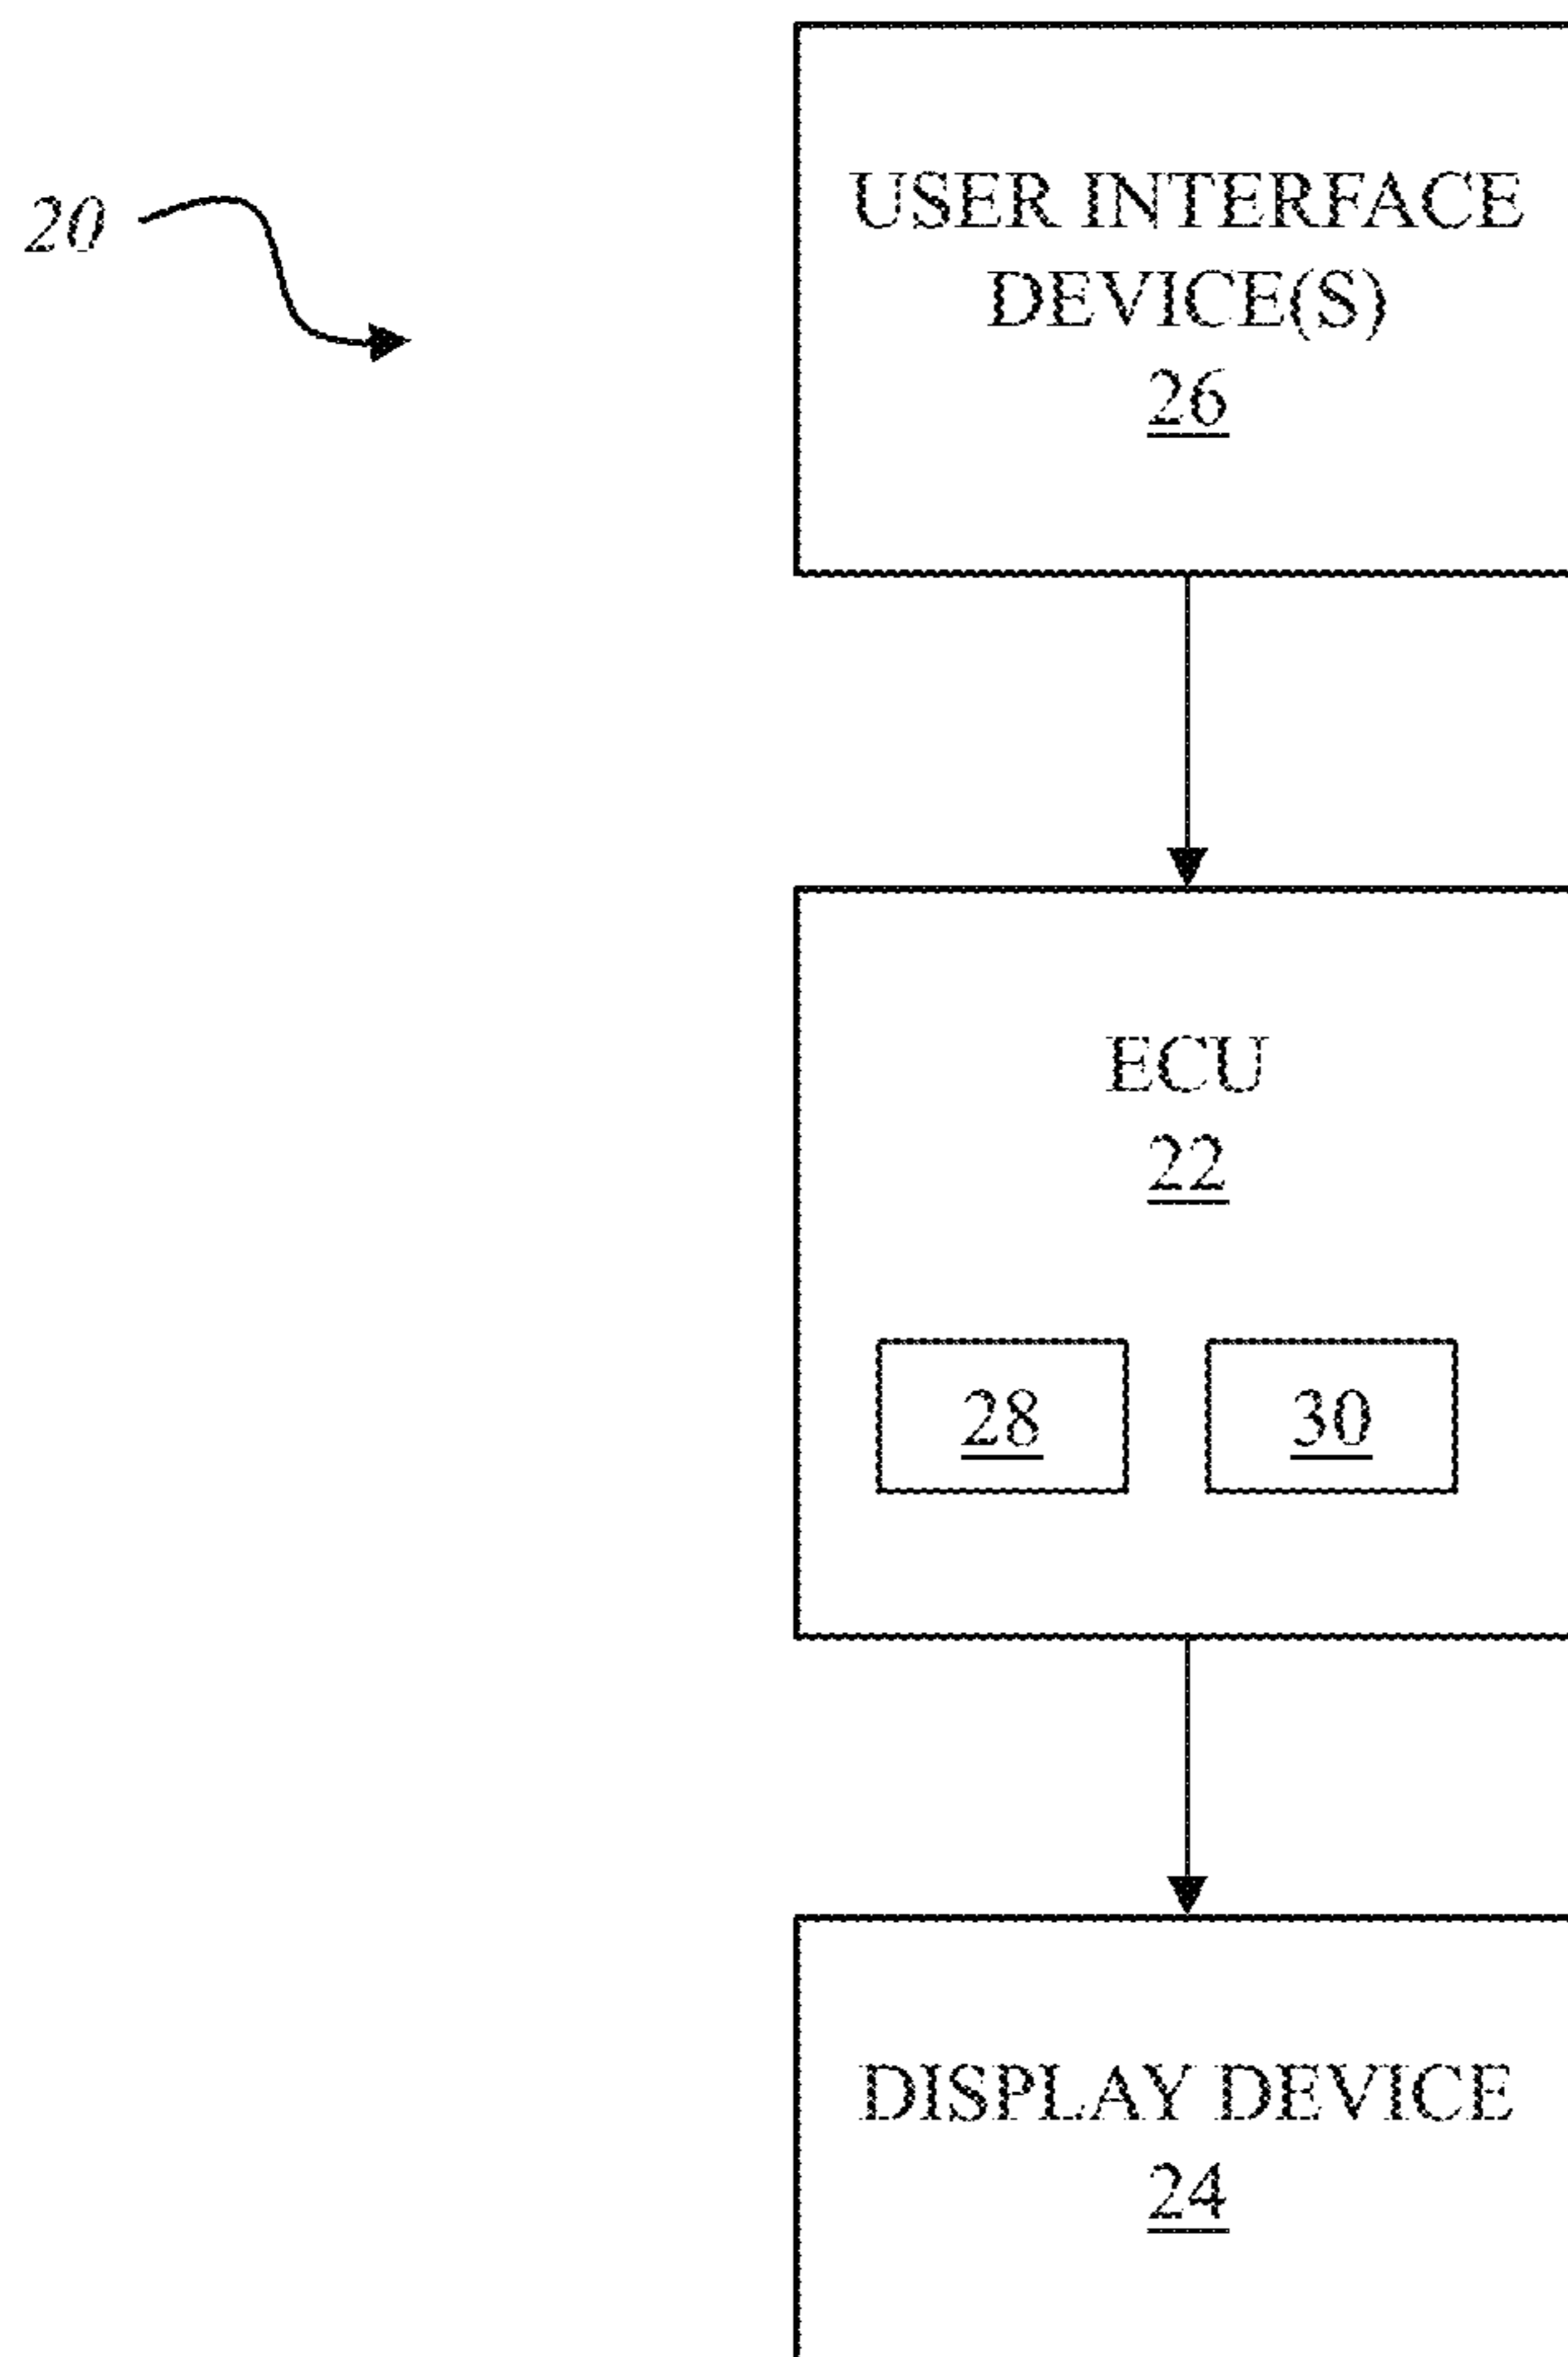 20
USER INTERFACE
DEVICE(S)
26
ECU
22
28 30
DISPLAY DEVICE
24